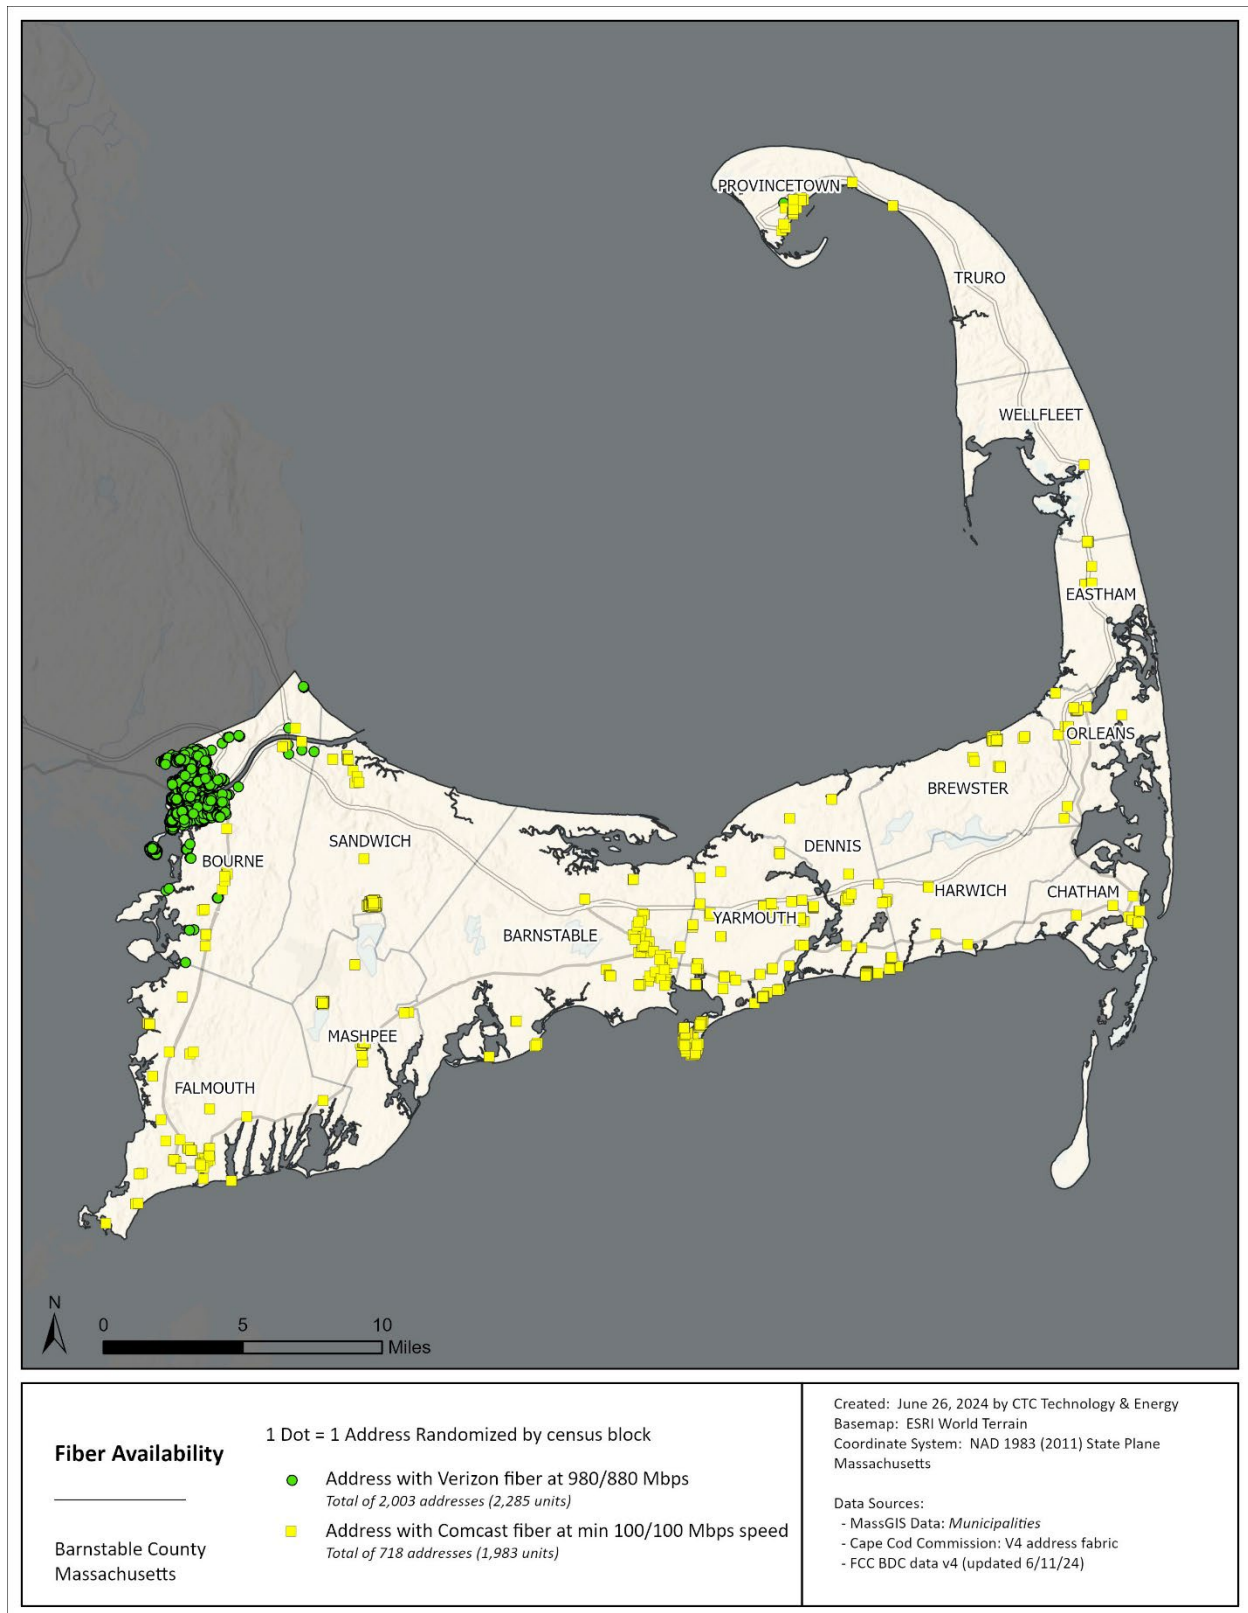 PROVINCETOWN
TRURO
WELLFLEET
EASTHAM
ORLEANS
BREWSTER
DENNIS
SANDWICH
BOURNE
HARWICH
CHATHAM
YARMOUTH
BARNSTABLE
MASHPEE
FALMOUTH
N
0 5 10
Miles
Fiber Availability
Barnstable County
Massachusetts
1 Dot = 1 Address Randomized by census block
Address with Verizon fiber at 980/880 Mbps
Total of 2,003 addresses (2,285 units)
Address with Comcast fiber at min 100/100 Mbps speed
Total of 718 addresses (1,983 units)
Created: June 26, 2024 by CTC Technology & Energy
Basemap: ESRI World Terrain
Coordinate System: NAD 1983 (2011) State Plane
Massachusetts
Data Sources:
- MassGIS Data: Municipalities
- Cape Cod Commission: V4 address fabric
- FCC BDC data v4 (updated 6/11/24)